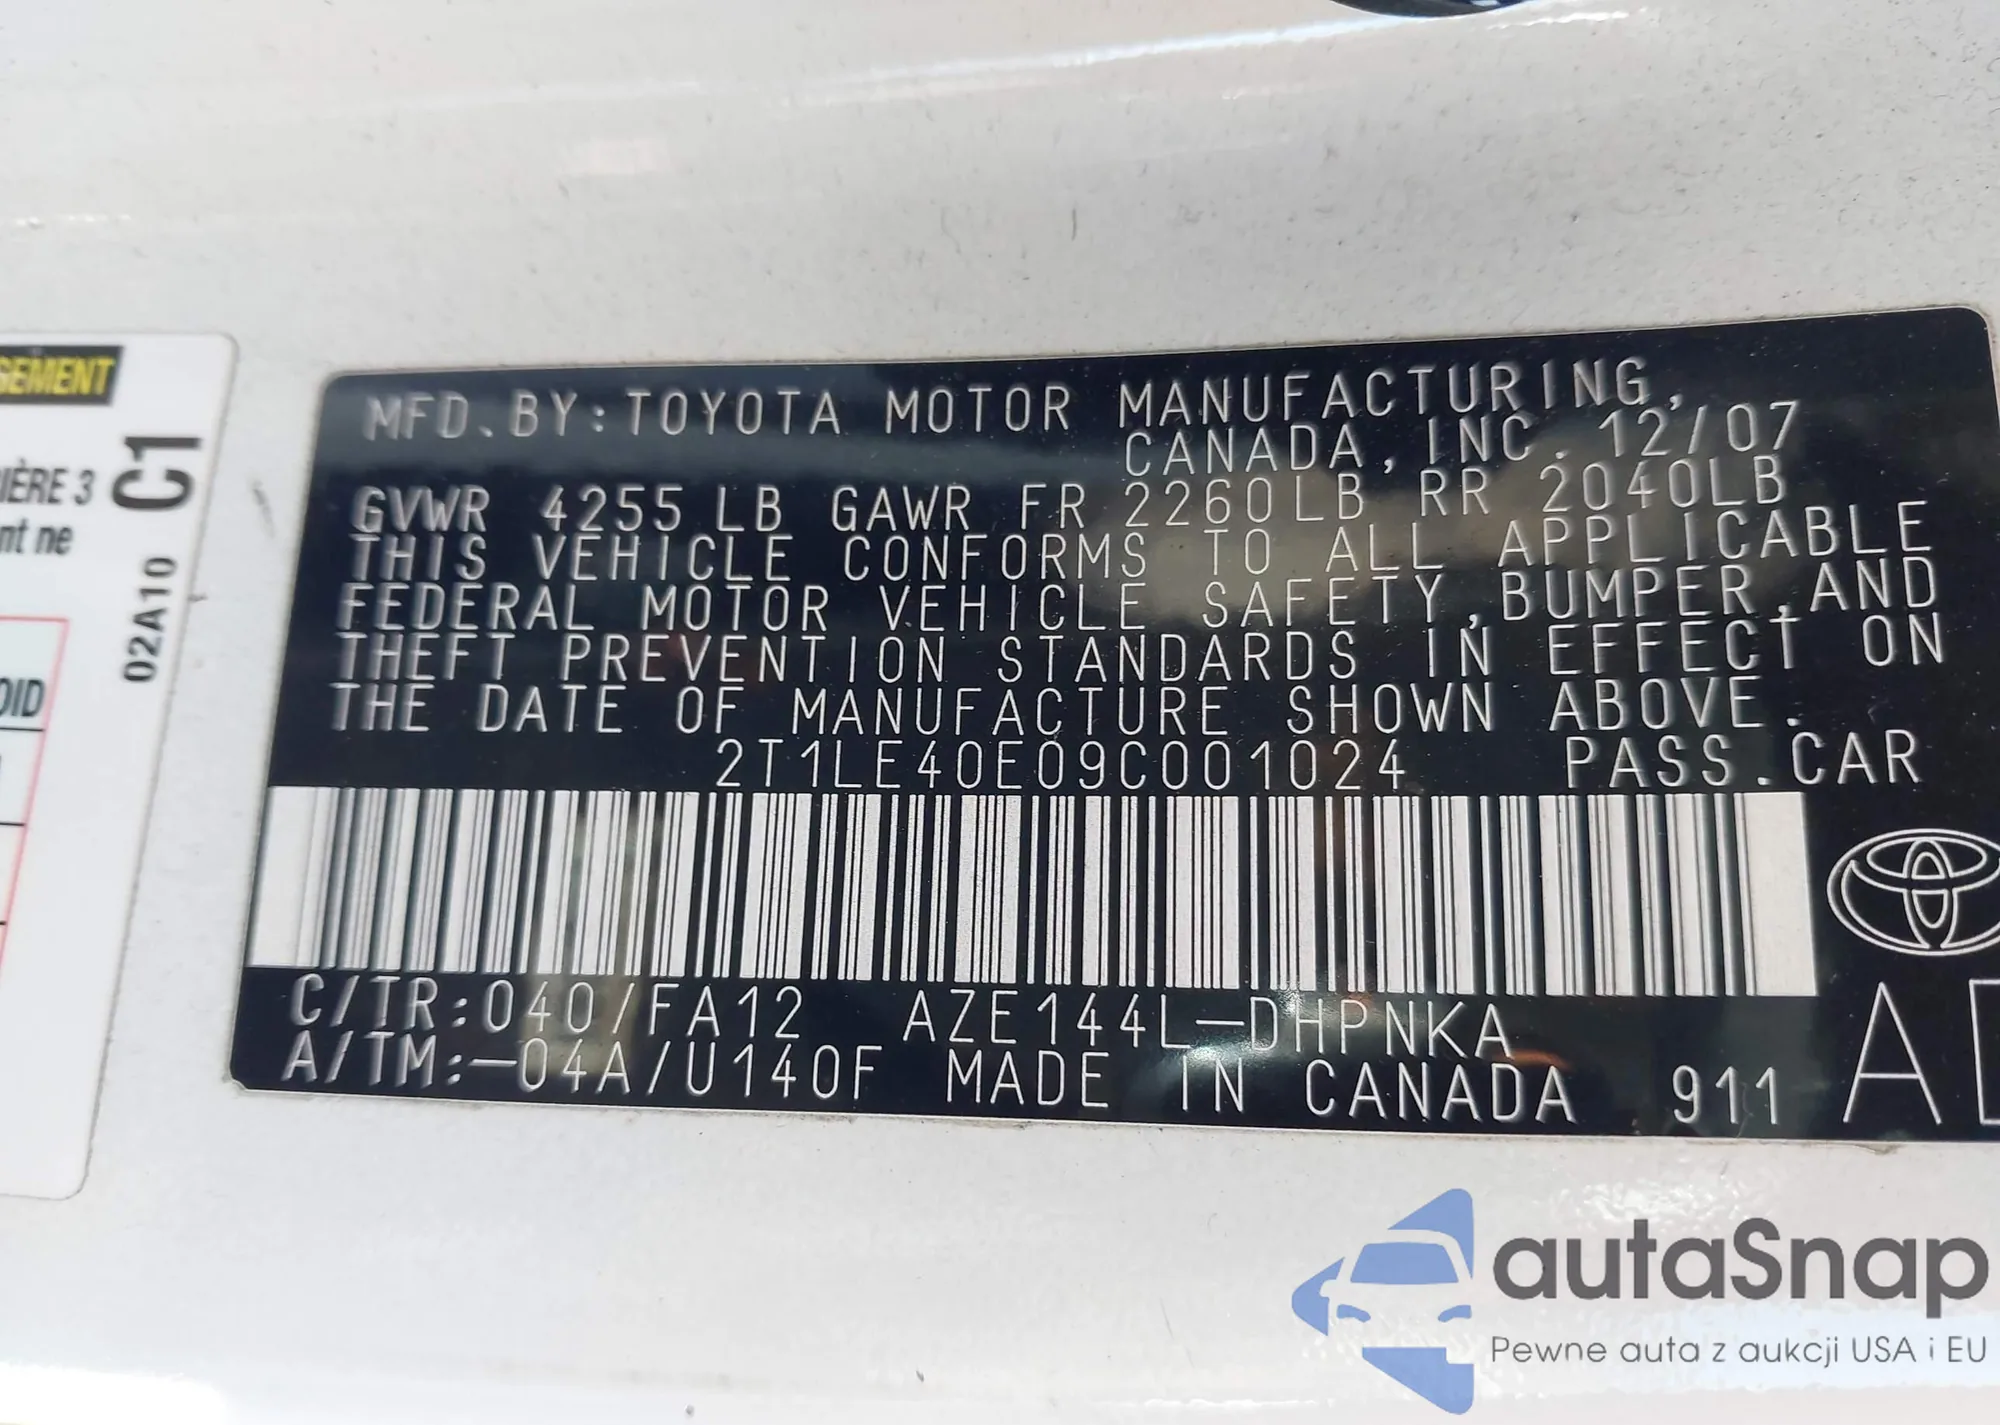 GEMENT
IÈRE 3
nt ne
C1
02A10
OID
MFD. BY: TOYOTA MOTOR MANUFACTURING,
CANADA, INC. 12/07
GVWR 4255LB GAWR FR 2260LB RR 2040LB
THIS VEHICLE CONFORMS TO ALL APPLICABLE
FEDERAL MOTOR VEHICLE SAFETY, BUMPER, AND
THEFT PREVENTION STANDARDS IN EFFECT ON
THE DATE OF MANUFACTURE SHOWN ABOVE.
2T1LE40E09C001024 PASS. CAR
C/TR:040/FA12 AZE144L-DHPNKA
A/TM:-04A/U140F MADE IN CANADA 911
AD
autaSnap
Pewne auta z aukcji USA i EU